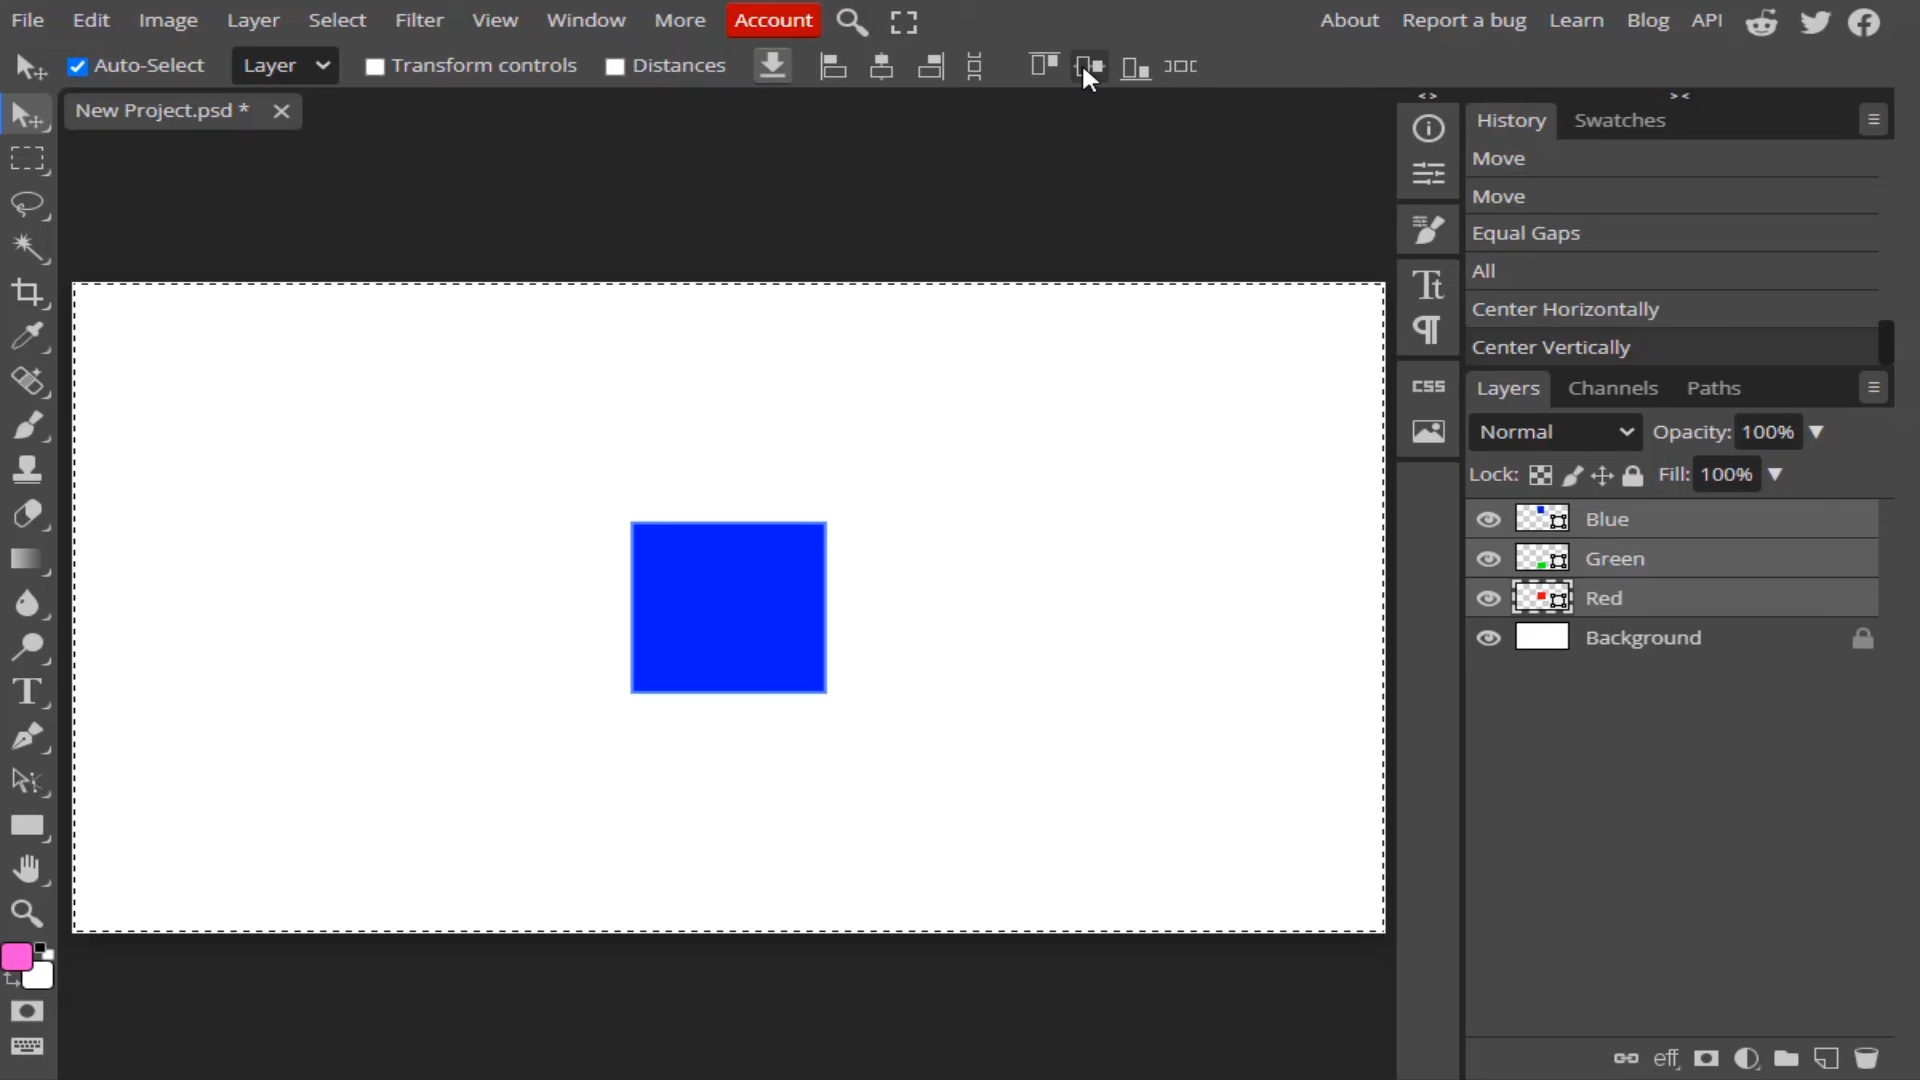 File Edit Image Layer Select Filter View Window More Account About Report a bug Learn Blog API
Auto-Select Layer Transform controls Distances
New Project.psd *
History Swatches
Move
Move
Equal Gaps
All
Center Horizontally
Center Vertically
CSS
Layers Channels Paths
Normal Opacity: 100%
Lock: Fill: 100%
Blue
Green
Red
Background
eff